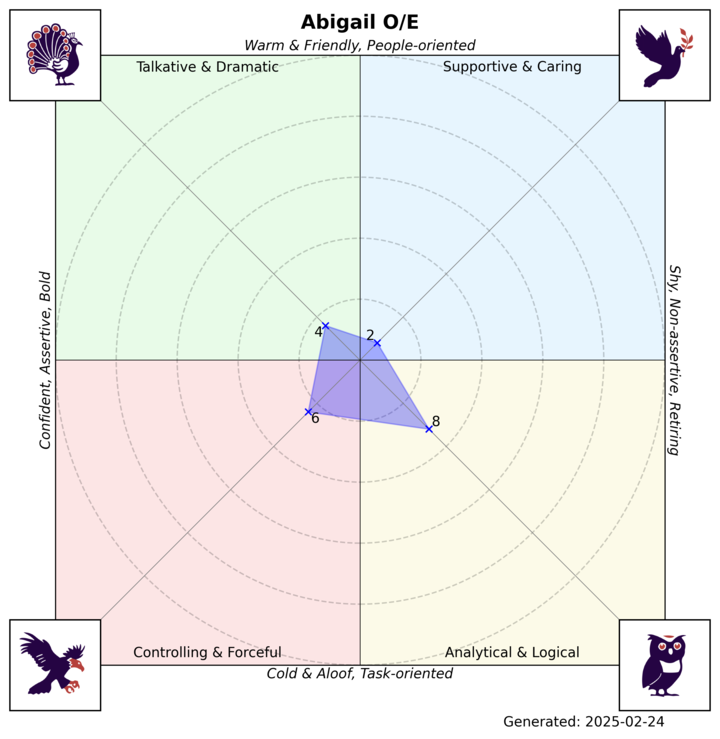 Abigail O/E
Warm & Friendly, People-oriented
Talkative & Dramatic
Supportive & Caring
Confident, Assertive, Bold
Shy, Non-assertive, Retiring
4
2
6
8
Controlling & Forceful
Analytical & Logical
Cold & Aloof, Task-oriented
Generated: 2025-02-24